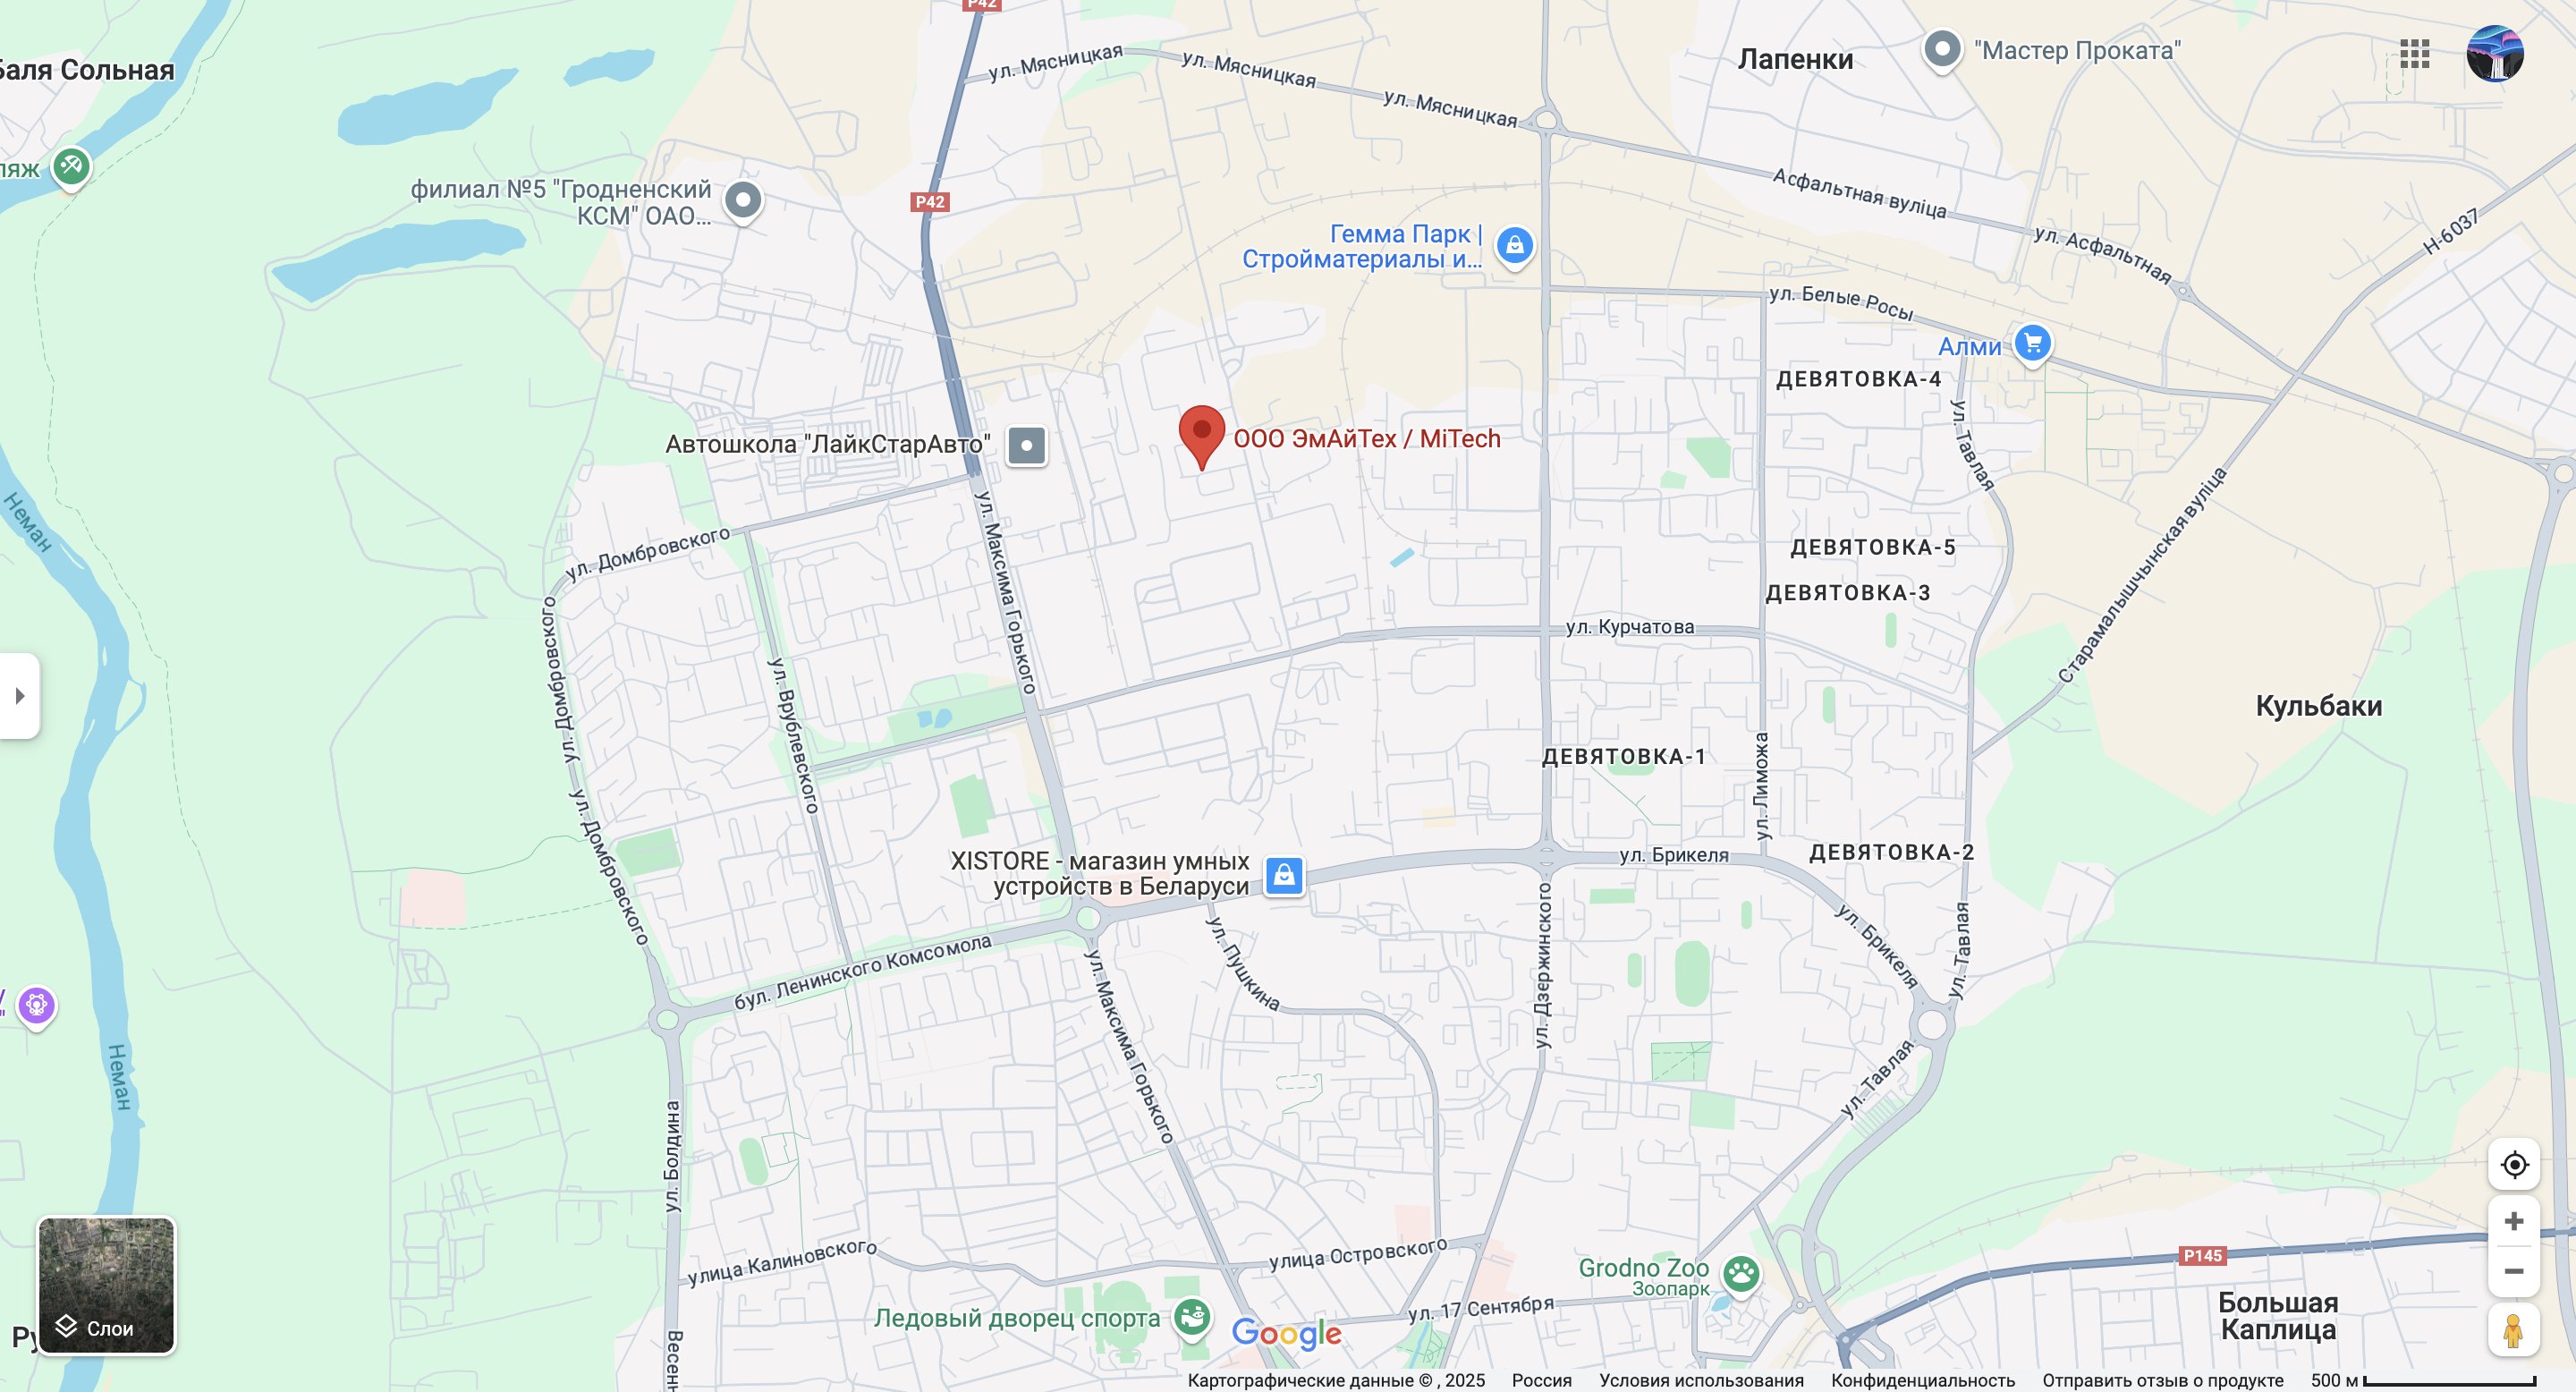 P42
ул. Мясницкая
ул. Мясницкая
ул. Мясницкая
Лапенки
"Мастер Проката"
Баля Сольная
ляж
филиал №5 "Гродненский
КСМ" ОАО...
P42
Асфальтная вуліца
ул. Асфальтная
Н-6037
Гемма Парк |
Стройматериалы и...
ул. Белые Росы
Алми
ДЕВЯТОВКА-4
ул. Тавлая
Автошкола "ЛайкСтарАвто"
ООО ЭмАйТех / MiTech
Неман
ул. Домбровского
ул. Максима Горького
ДЕВЯТОВКА-5
ДЕВЯТОВКА-3
Старамалышчынская вуліца
ул. Домбровского
ул. Врублевского
ул. Курчатова
Кульбаки
ДЕВЯТОВКА-1
ул. Лиможа
ул. Домбровского
XISTORE - магазин умных
устройств в Беларуси
ул. Брикеля
ДЕВЯТОВКА-2
бул. Ленинского Комсомола
ул. Пушкина
ул. Дзержинского
ул. Брикеля
ул. Тавлая
ул. Максима Горького
Неман
ул. Болдина
ул. Тавлая
улица Калиновского
улица Островского
Grodno Zoo
Зоопарк
P145
Большая
Каплица
Ледовый дворец спорта
ул. 17 Сентября
Google
Слои
Ру
Весенн
Картографические данные © , 2025 Россия Условия использования Конфиденциальность Отправить отзыв о продукте 500 м